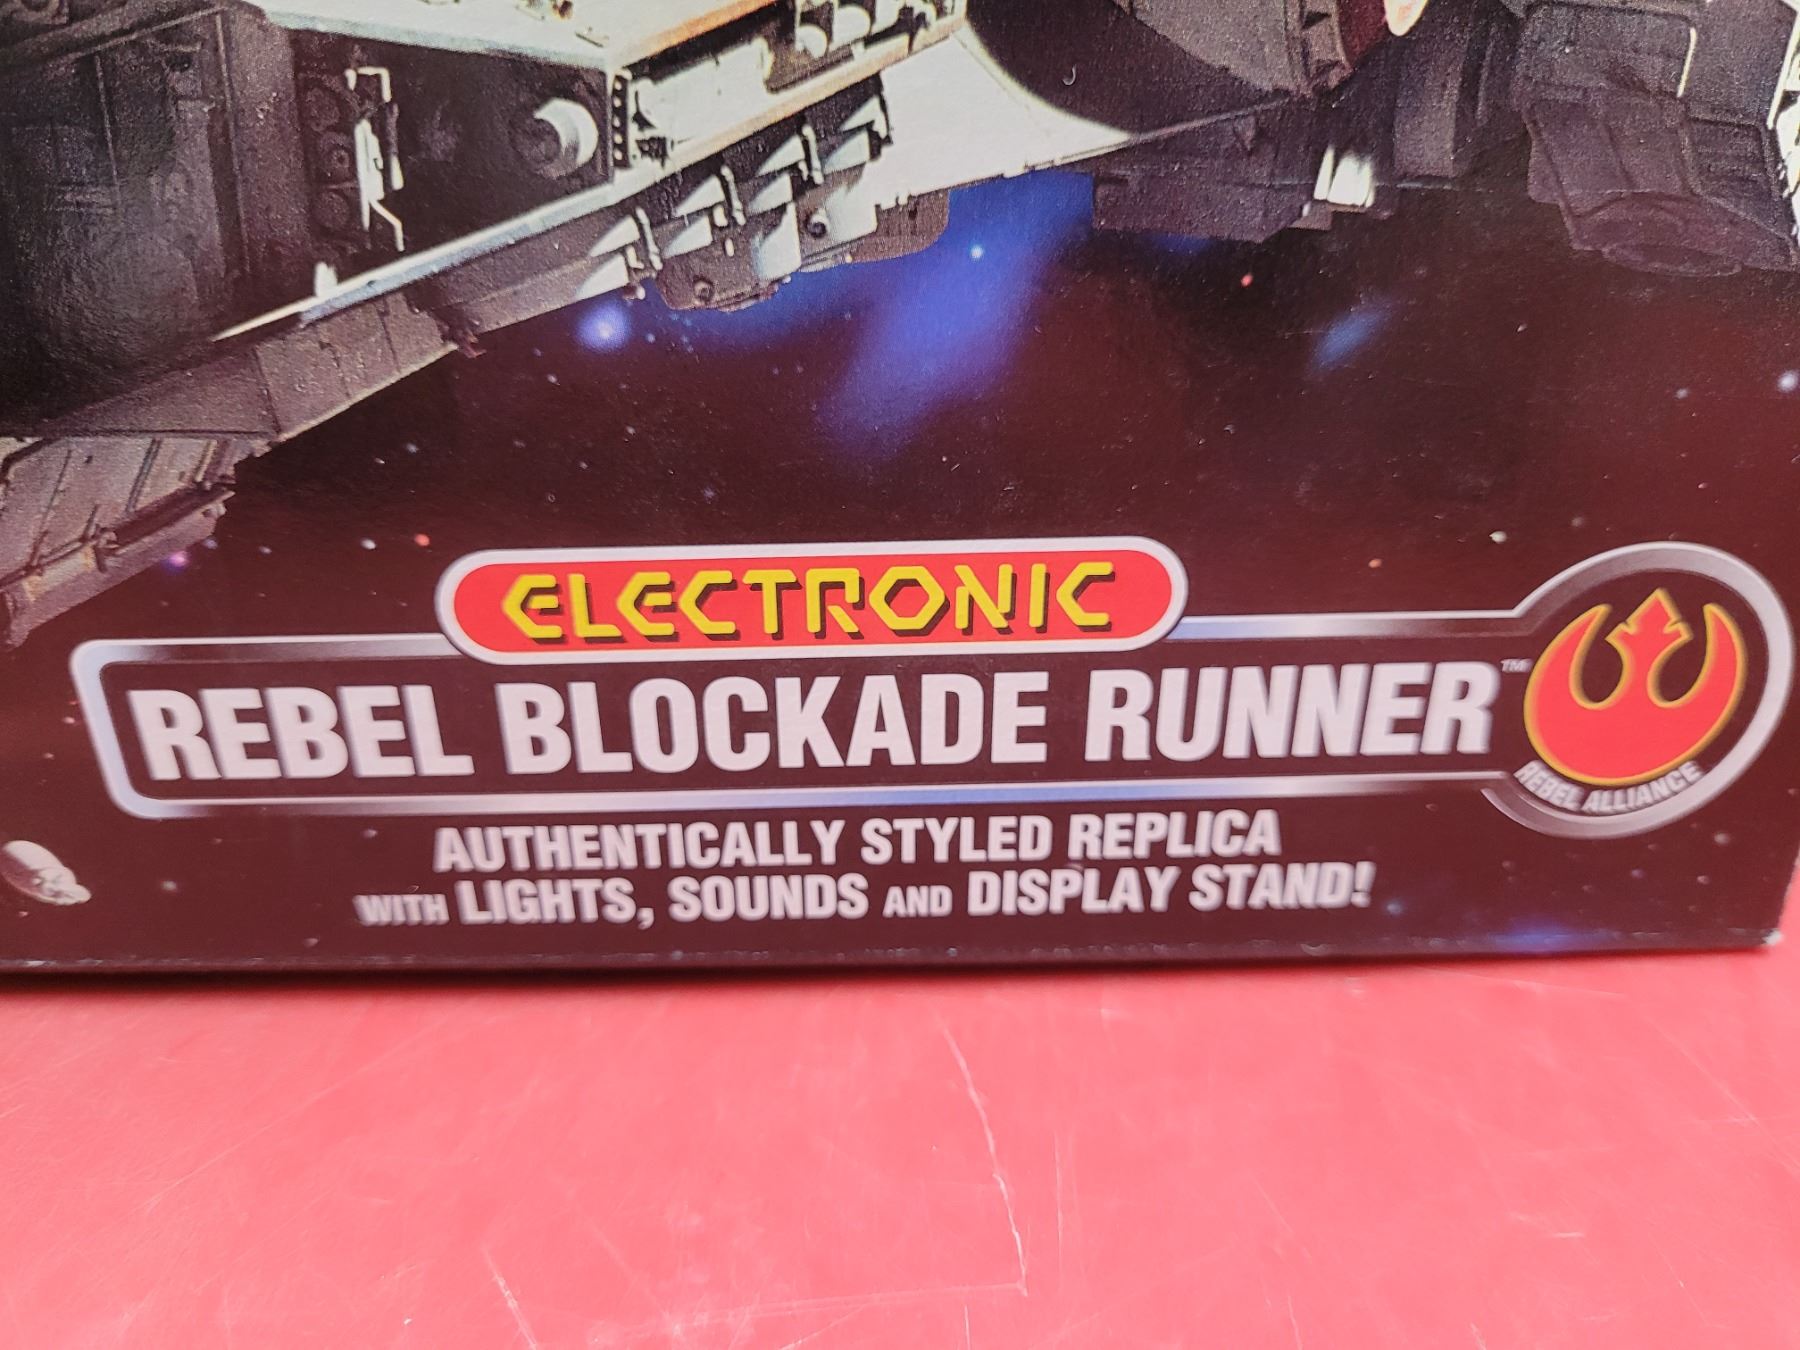 ELECTRONIC
REBEL BLOCKADE RUNNER™
REBEL ALLIANCE
AUTHENTICALLY STYLED REPLICA
WITH LIGHTS, SOUNDS AND DISPLAY STAND!